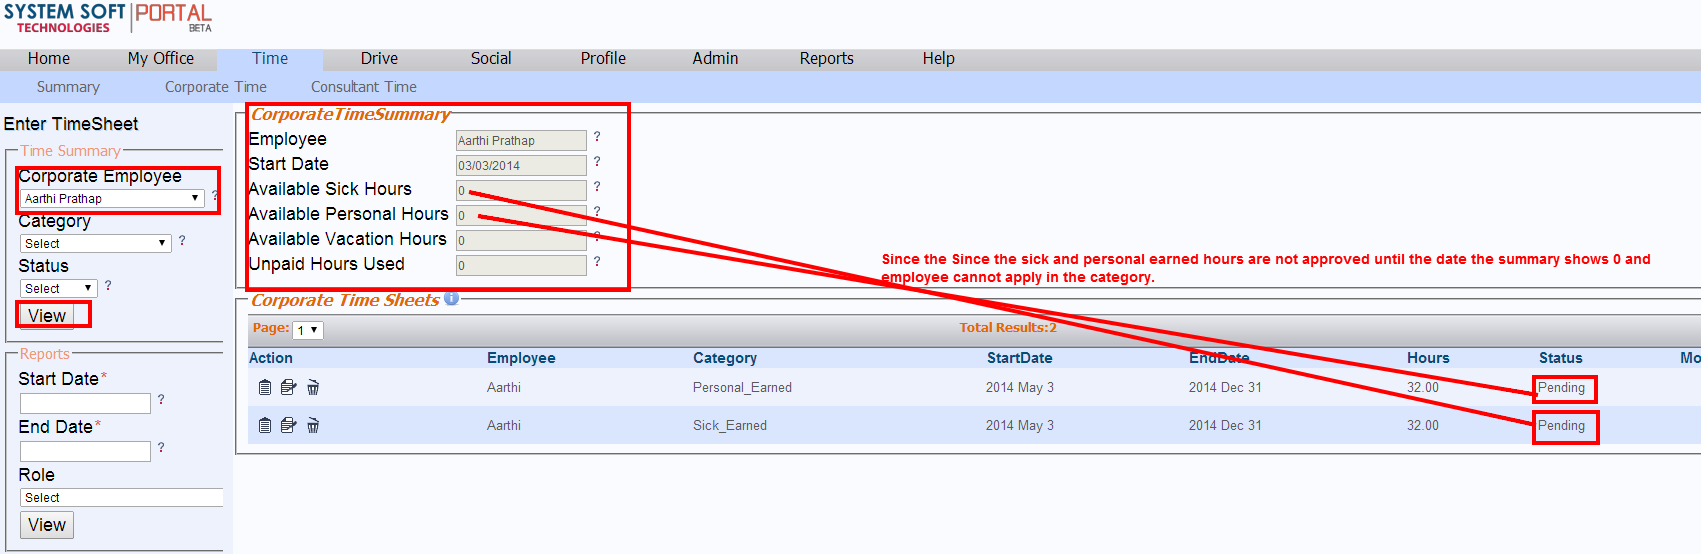 SYSTEM SOFT PORTAL
TECHNOLOGIES BETA
Home My Office Time Drive Social Profile Admin Reports Help
Summary Corporate Time Consultant Time
Enter TimeSheet
Time Summary
Corporate Employee
Aarthi Prathap ?
Category
Select ?
Status
Select ?
View
Reports
Start Date*
?
End Date*
?
Role
Select
View
CorporateTimeSummary
Employee Aarthi Prathap ?
Start Date 03/03/2014 ?
Available Sick Hours 0 ?
Available Personal Hours 0 ?
Available Vacation Hours 0 ?
Unpaid Hours Used 0 ?
Since the Since the sick and personal earned hours are not approved until the date the summary shows 0 and
employee cannot apply in the category.
Corporate Time Sheets i
Page: 1 Total Results:2
Action Employee Category StartDate EndDate Hours Status Mo
Aarthi Personal_Earned 2014 May 3 2014 Dec 31 32.00 Pending
Aarthi Sick_Earned 2014 May 3 2014 Dec 31 32.00 Pending